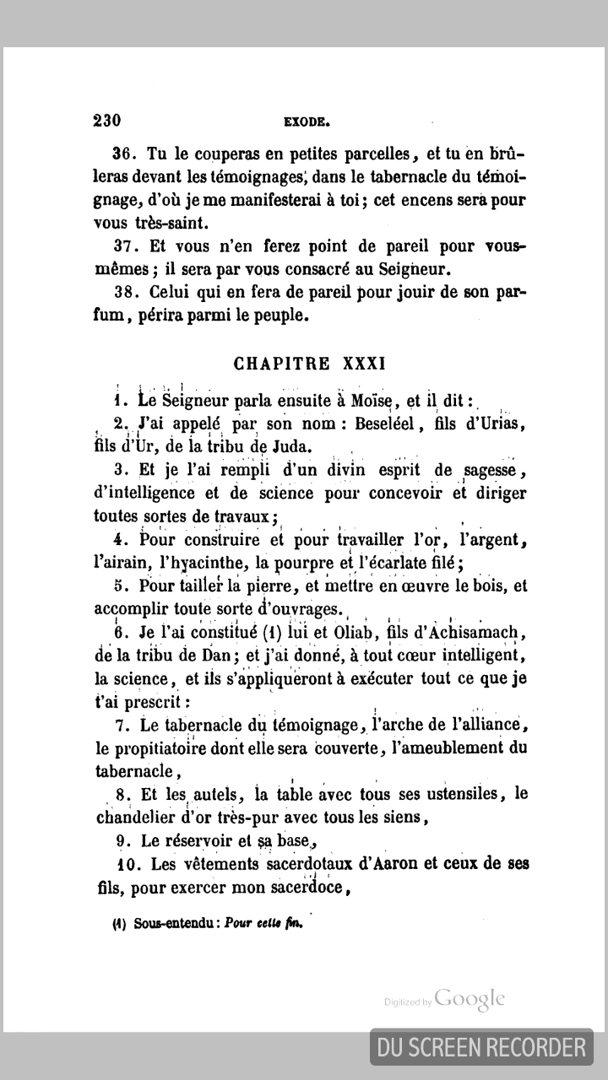 230 EXODE.
36. Tu le couperas en petites parcelles, et tu en brû-
leras devant les témoignages, dans le tabernacle du témoi-
gnage, d'où je me manifesterai à toi; cet encens sera pour
vous très-saint.
37. Et vous n'en ferez point de pareil pour vous-
mêmes; il sera par vous consacré au Seigneur.
38. Celui qui en fera de pareil pour jouir de son par-
fum, périra parmi le peuple.
CHAPITRE XXXI
1. Le Seigneur parla ensuite à Moïse, et il dit :
2. J'ai appelé par son nom : Beseléel, fils d'Urias,
fils d'Ur, de la tribu de Juda.
3. Et je l'ai rempli d'un divin esprit de sagesse,
d'intelligence et de science pour concevoir et diriger
toutes sortes de travaux;
4. Pour construire et pour travailler l'or, l'argent,
l'airain, l'hyacinthe, la pourpre et l'écarlate filé;
5. Pour tailler la pierre, et mettre en œuvre le bois, et
accomplir toute sorte d'ouvrages.
6. Je l'ai constitué (1) lui et Oliab, fils d'Achisamach,
de la tribu de Dan; et j'ai donné, à tout cœur intelligent,
la science, et ils s'appliqueront à exécuter tout ce que je
t'ai prescrit :
7. Le tabernacle du témoignage, l'arche de l'alliance,
le propitiatoire dont elle sera couverte, l'ameublement du
tabernacle,
8. Et les autels, la table avec tous ses ustensiles, le
chandelier d'or très-pur avec tous les siens,
9. Le réservoir et sa base,
10. Les vêtements sacerdotaux d'Aaron et ceux de ses
fils, pour exercer mon sacerdoce,
(1) Sous-entendu : Pour cette fin.
Digitized by Google
DU SCREEN RECORDER